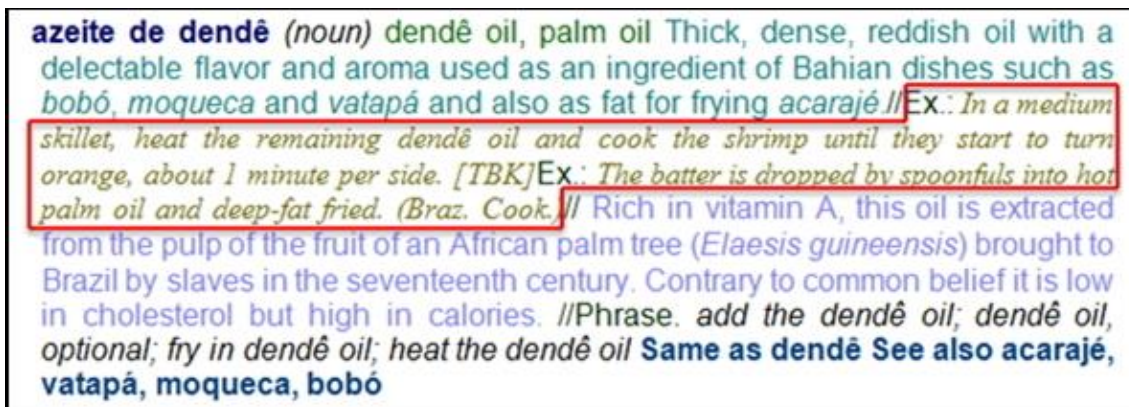 azeite de dendê (noun) dendê oil, palm oil Thick, dense, reddish oil with a
delectable flavor and aroma used as an ingredient of Bahian dishes such as
bobó, moqueca and vatapá and also as fat for frying acarajé //Ex.: In a medium
skillet, heat the remaining dendê oil and cook the shrimp until they start to turn
orange, about 1 minute per side. [TBK]Ex.: The batter is dropped by spoonfuls into hot
palm oil and deep-fat fried. (Braz. Cook.)// Rich in vitamin A, this oil is extracted
from the pulp of the fruit of an African palm tree (Elaesis guineensis) brought to
Brazil by slaves in the seventeenth century. Contrary to common belief it is low
in cholesterol but high in calories. //Phrase. add the dendê oil; dendê oil,
optional; fry in dendê oil; heat the dendê oil Same as dendê See also acarajé,
vatapá, moqueca, bobó